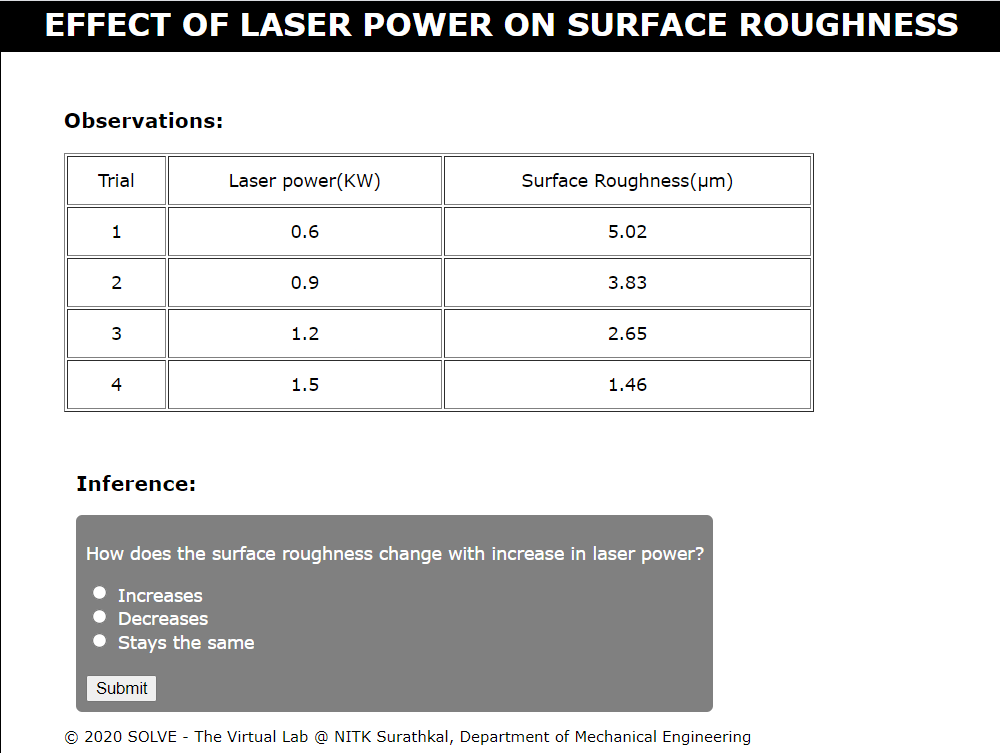 EFFECT OF LASER POWER ON SURFACE ROUGHNESS
Observations:
Trial Laser power(KW) Surface Roughness(μm)
1 0.6 5.02
2 0.9 3.83
3 1.2 2.65
4 1.5 1.46
Inference:
How does the surface roughness change with increase in laser power?
Increases
Decreases
Stays the same
Submit
© 2020 SOLVE - The Virtual Lab @ NITK Surathkal, Department of Mechanical Engineering